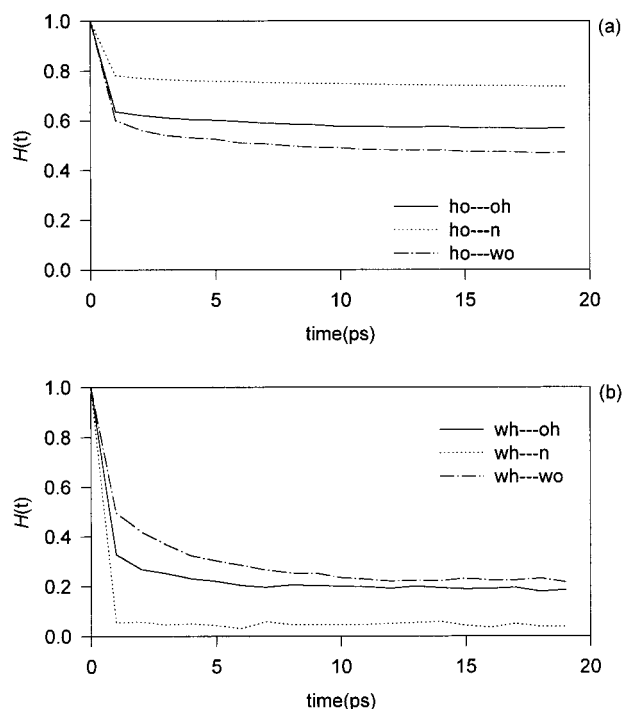 (a)
1.0
0.8
0.6
0.4
0.2
0.0
H(t)
ho---oh
ho---n
ho---wo
0 5 10 15 20
time(ps)
(b)
1.0
0.8
0.6
0.4
0.2
0.0
H(t)
wh---oh
wh---n
wh---wo
0 5 10 15 20
time(ps)